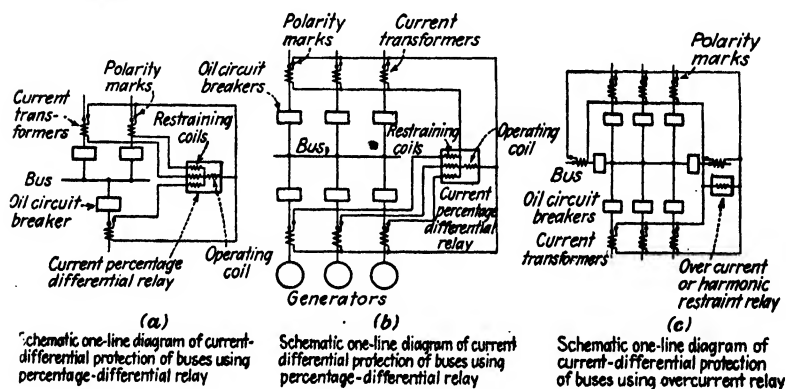 Current
trans-
formers
Polarity
marks
Restraining
coils
Bus
Oil circuit
breaker
Current percentage
differential relay
Operating
coil
(a)
Schematic one-line diagram of current-
differential protection of buses using
percentage-differential relay
Polarity
marks
Current
transformers
Oil circuit
breakers
Restraining
coils
Operating
coil
Bus
Current
percentage
differential
relay
Generators
(b)
Schematic one-line diagram of current
differential protection of buses using
percentage-differential relay
Polarity
marks
Bus
Oil circuit
breakers
Current
transformers
Over current
or harmonic
restraint relay
(c)
Schematic one-line diagram of
current-differential protection
of buses using overcurrent relay